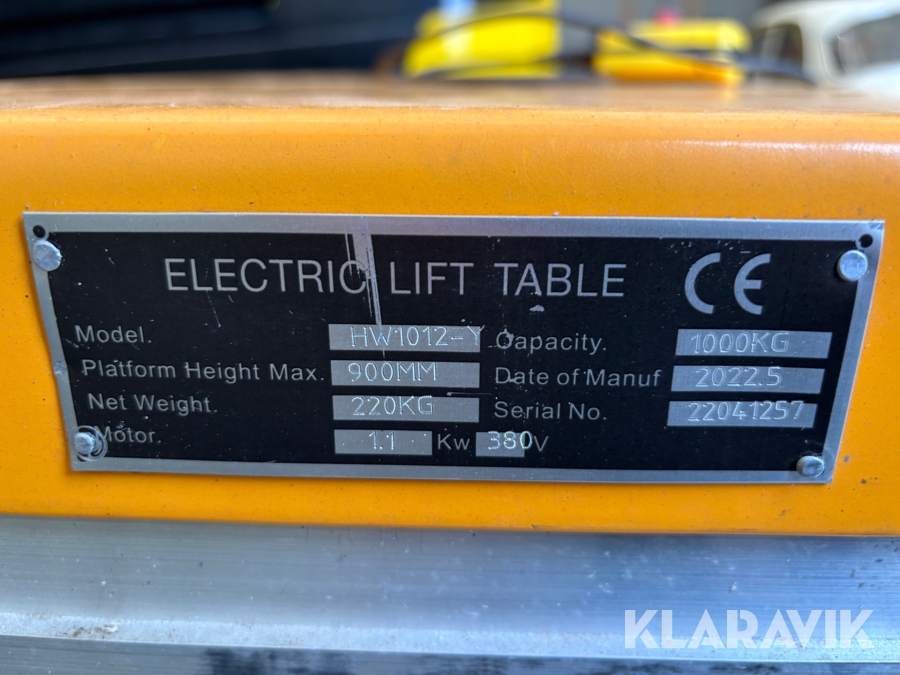 ELECTRIC LIFT TABLE CE
Model. HW1012-Y Capacity. 1000KG
Platform Height Max. 900MM Date of Manuf 2022.5
Net Weight. 220KG Serial No. 22041257
Motor. 1.1 Kw 380V
KLARAVIK